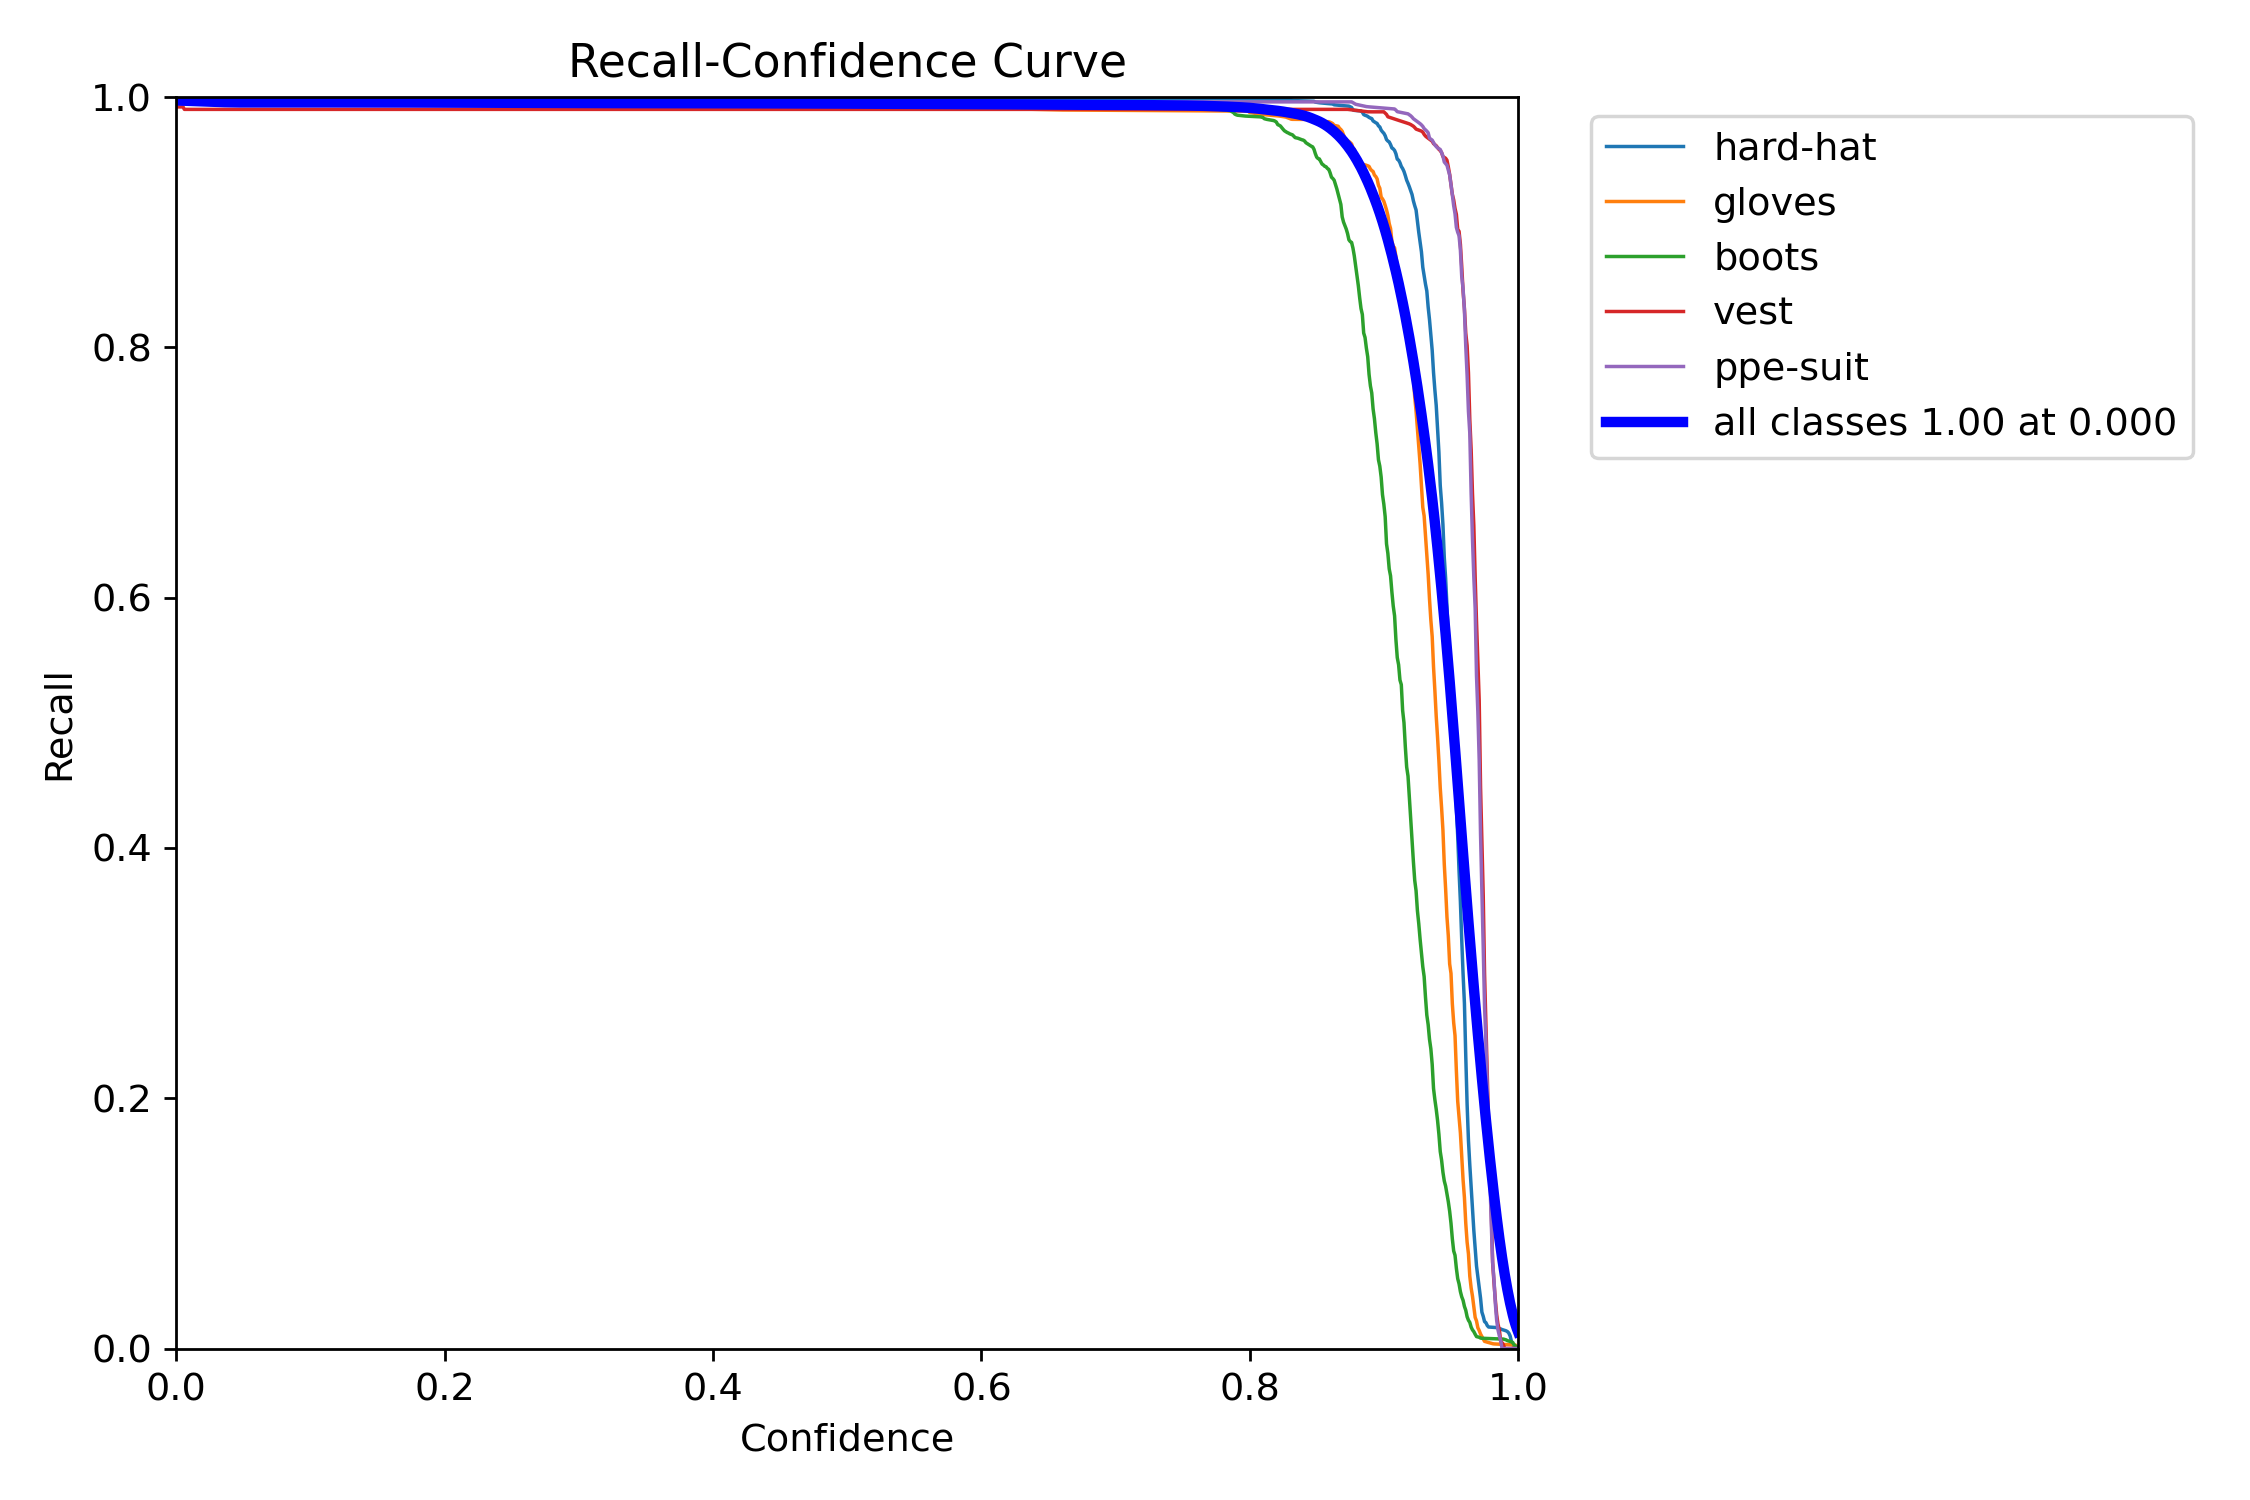 Recall-Confidence Curve
1.0
0.8
0.6
0.4
0.2
0.0
Recall
0.0 0.2 0.4 0.6 0.8 1.0
Confidence
hard-hat
gloves
boots
vest
ppe-suit
all classes 1.00 at 0.000